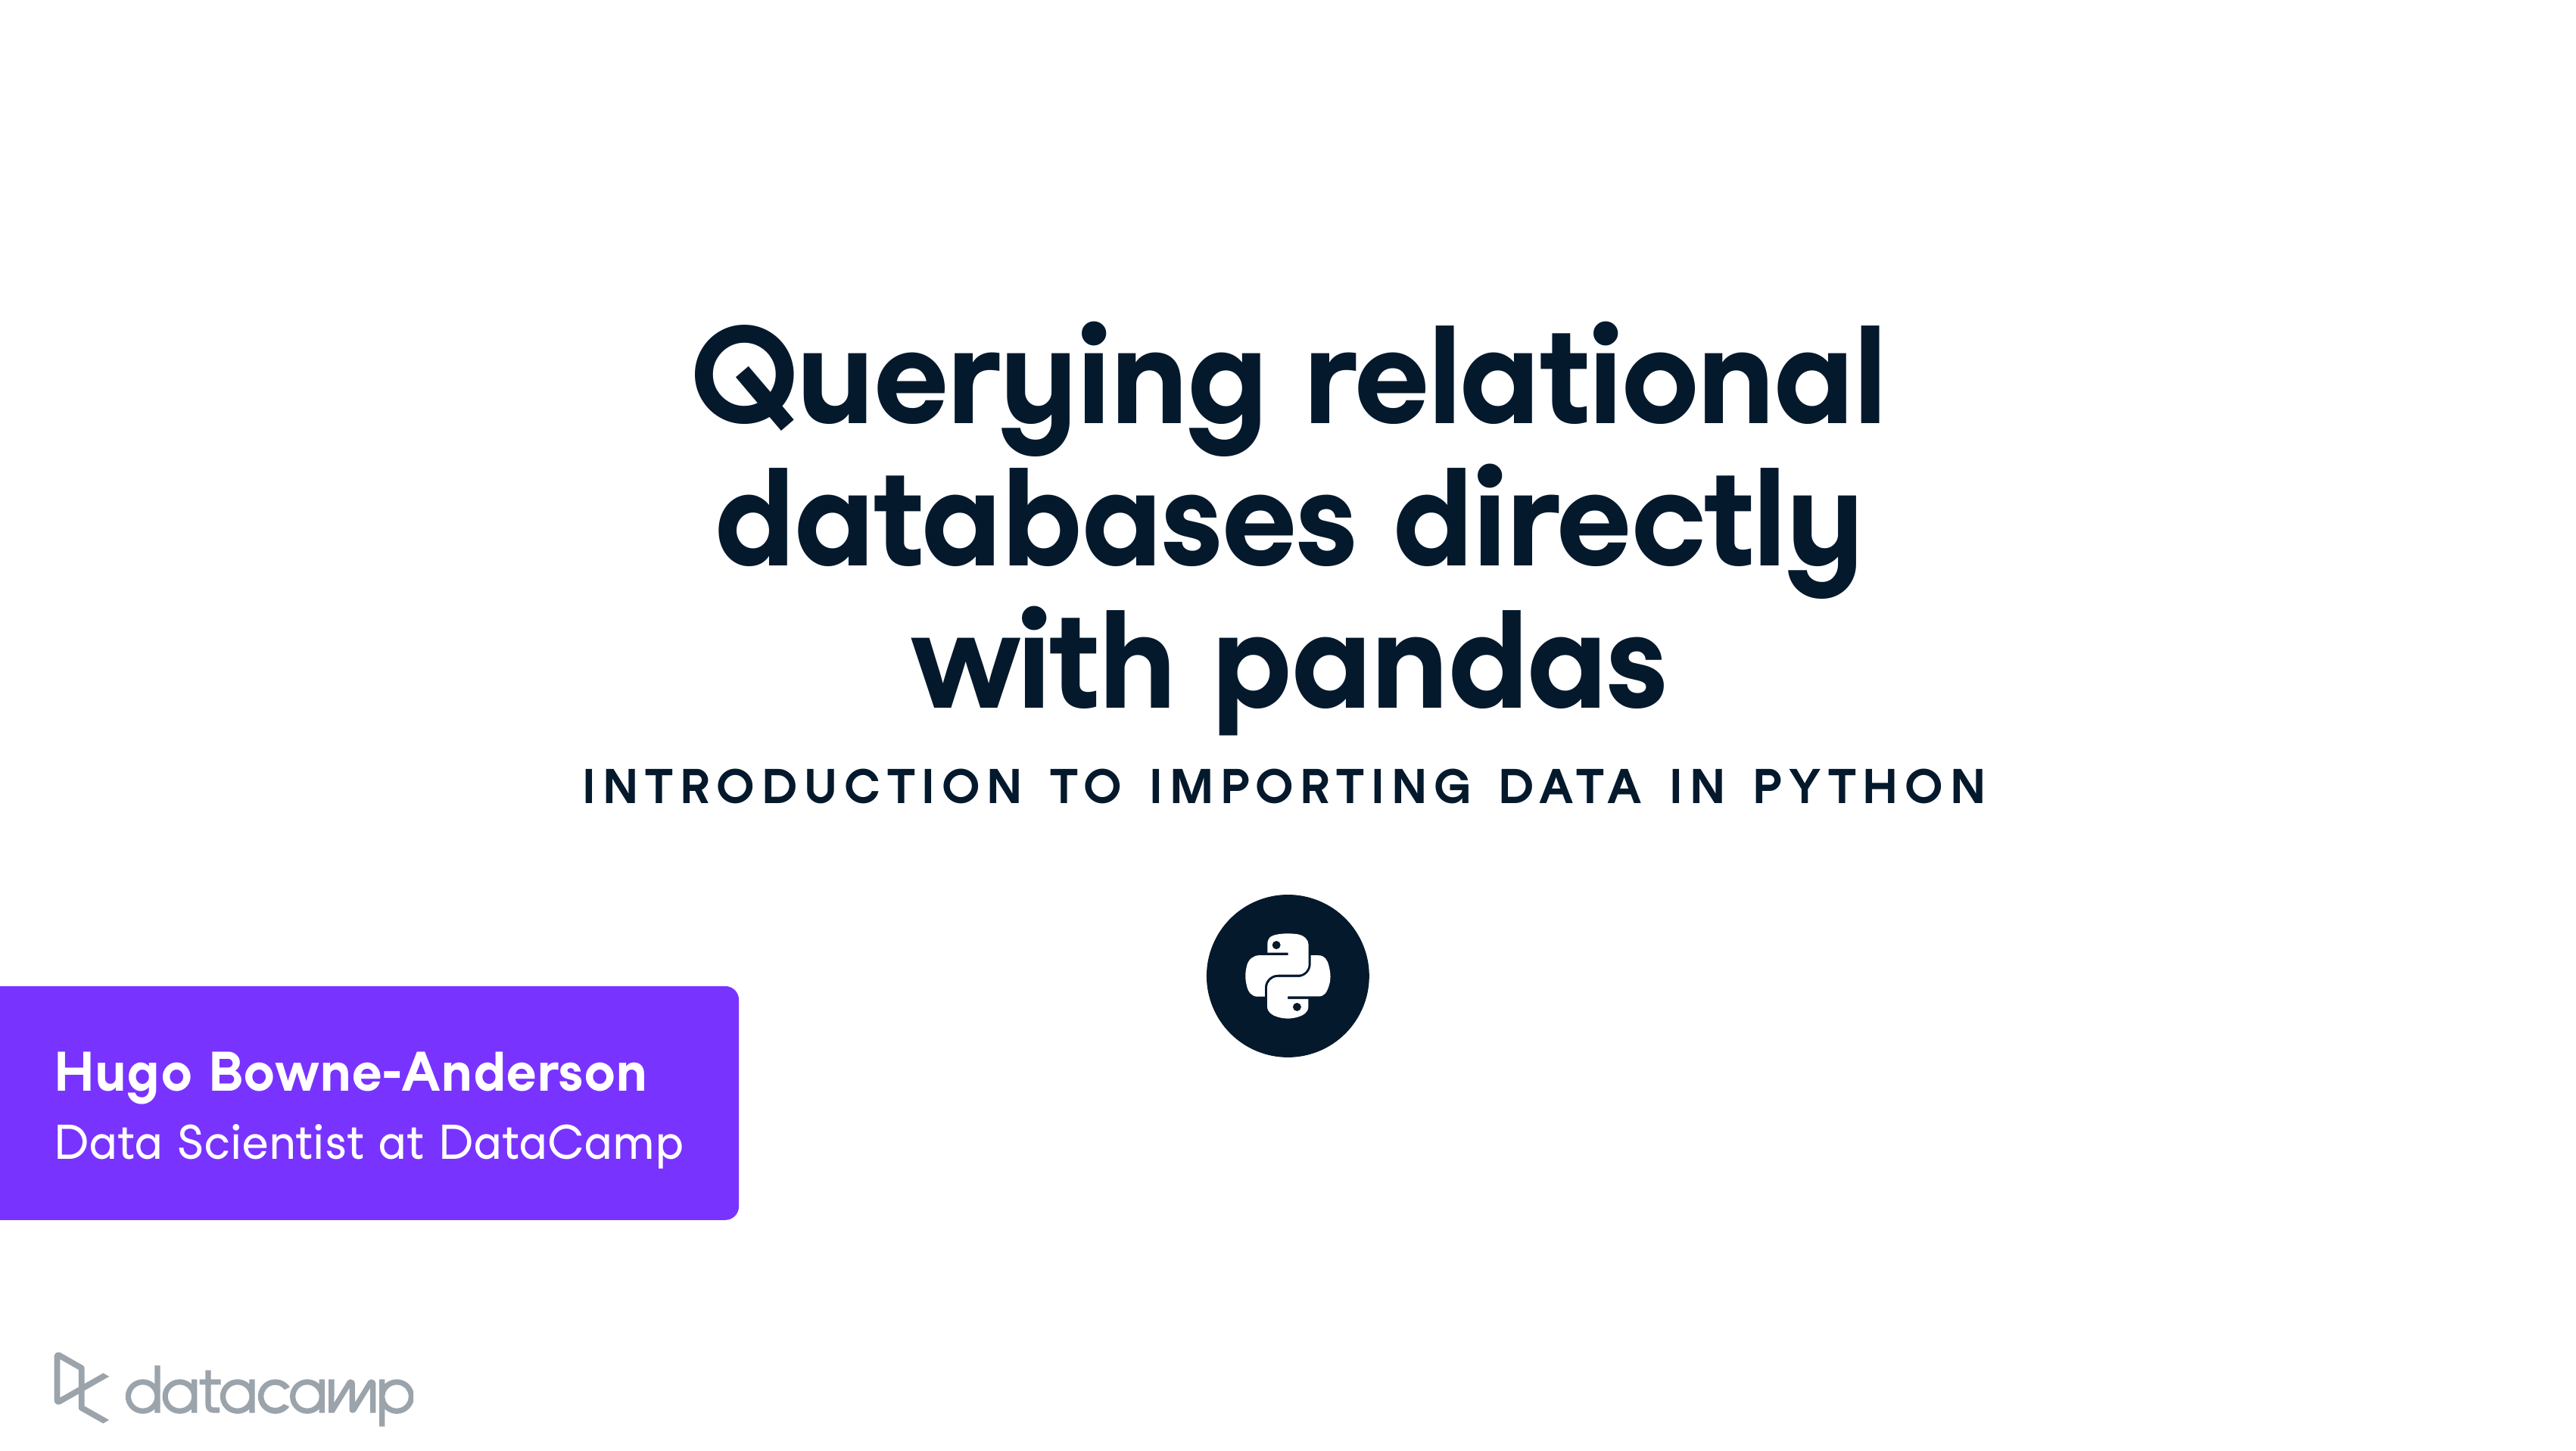 Querying relational
databases directly
with pandas
INTRODUCTION TO IMPORTING DATA IN PYTHON
Hugo Bowne-Anderson
Data Scientist at DataCamp
datacamp